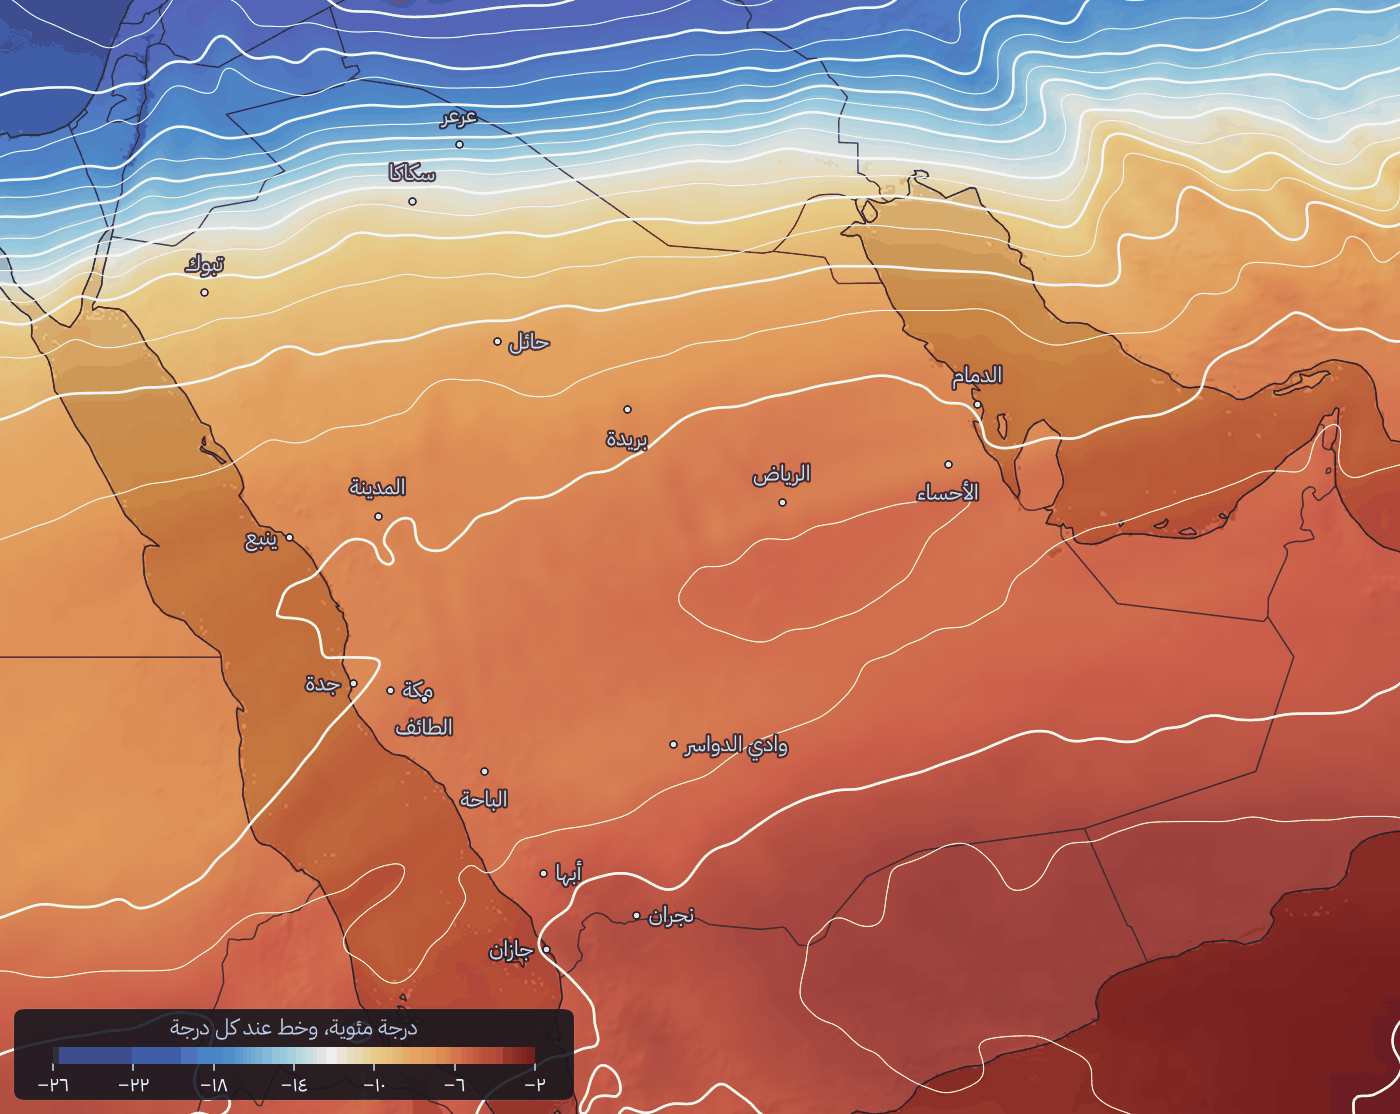 عرعر
سكاكا
تبوك
حائل
الدمام
بريدة
الرياض
المدينة
الأحساء
ينبع
جدة
مكة
الطائف
وادي الدواسر
الباحة
أبها
نجران
جازان
درجة مئوية، وخط عند كل درجة
−٢٦ −٢٢ −١٨ −١٤ −١٠ −٦ −٢